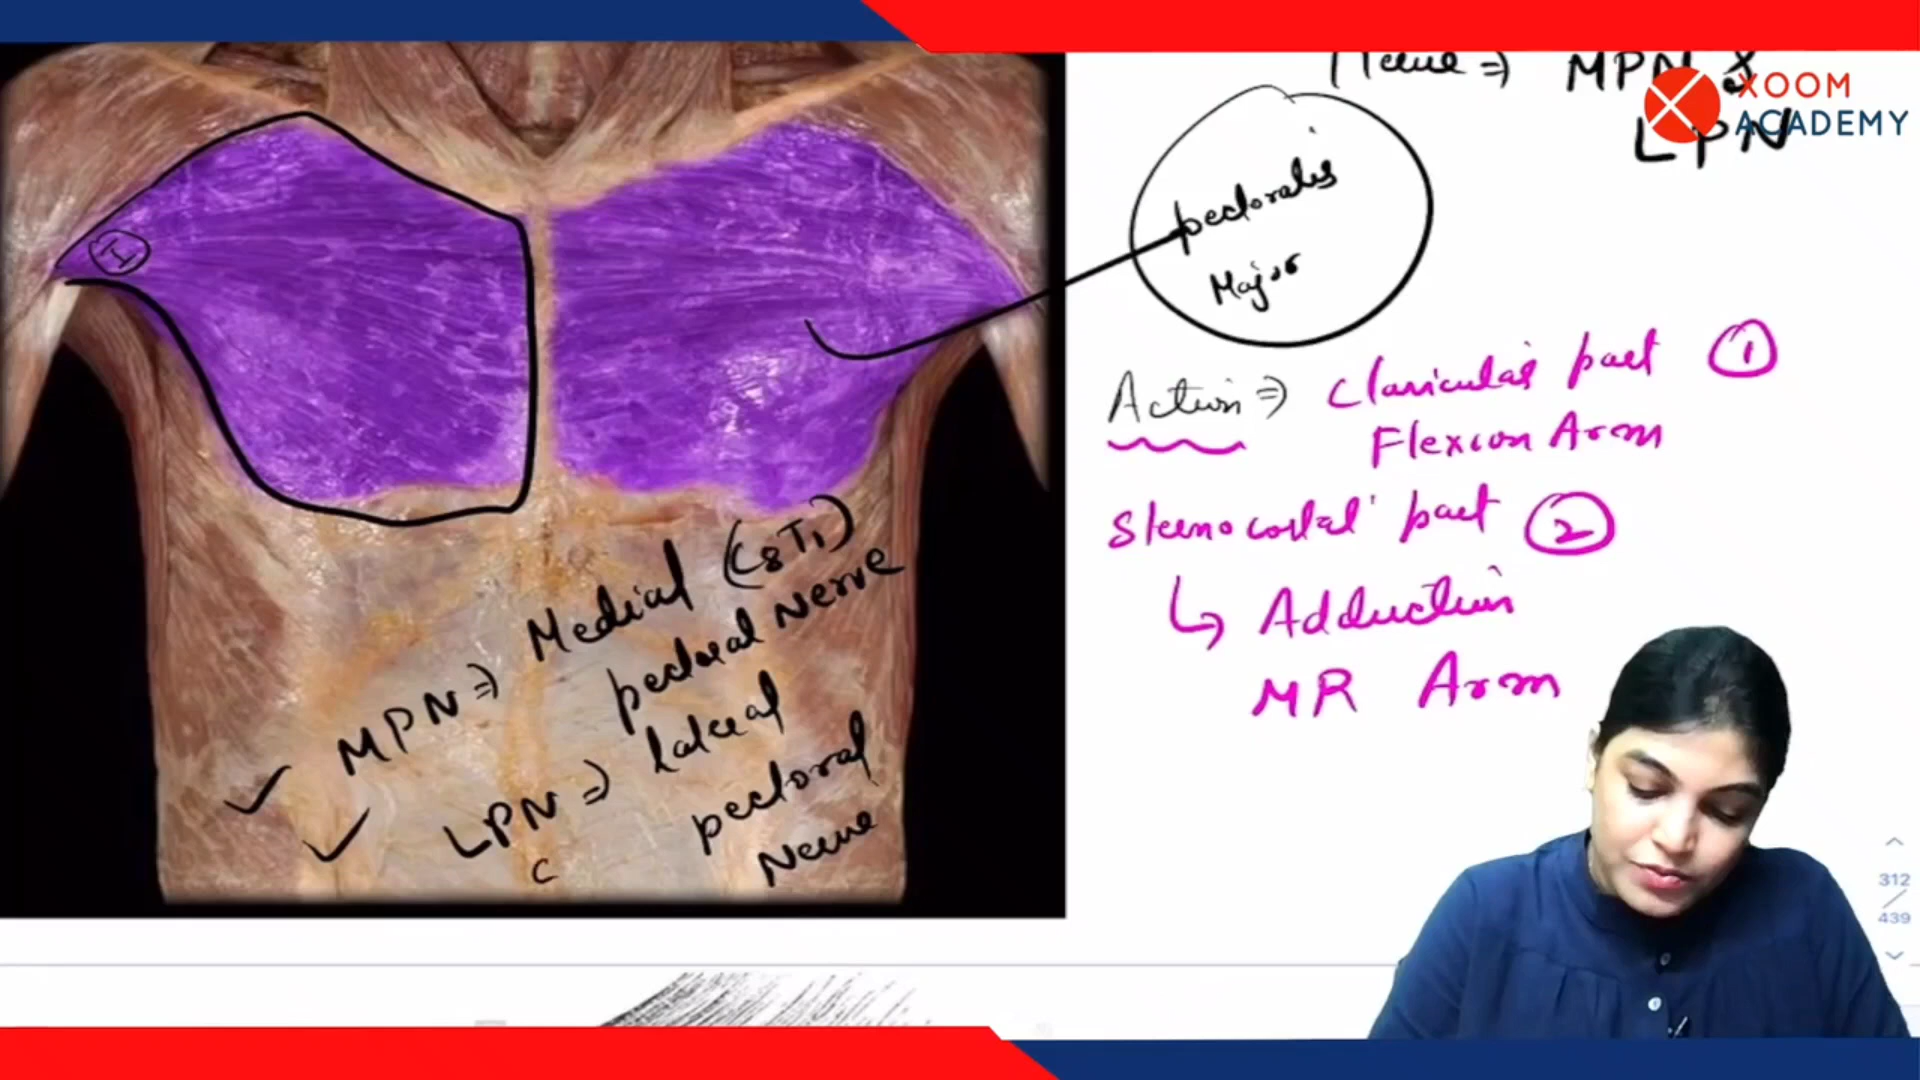 Nerve ⇒ MPN &
LPN
XOOM
ACADEMY
pectoralis
Major
I
Action ⇒ Clavicular part ①
Flexion Arm
Sternocostal part ②
↳ Adduction
MR Arm
MPN ⇒ Medial (C8T1)
pectoral Nerve
LPN ⇒ lateral
pectoral
Nerve
C
312
439